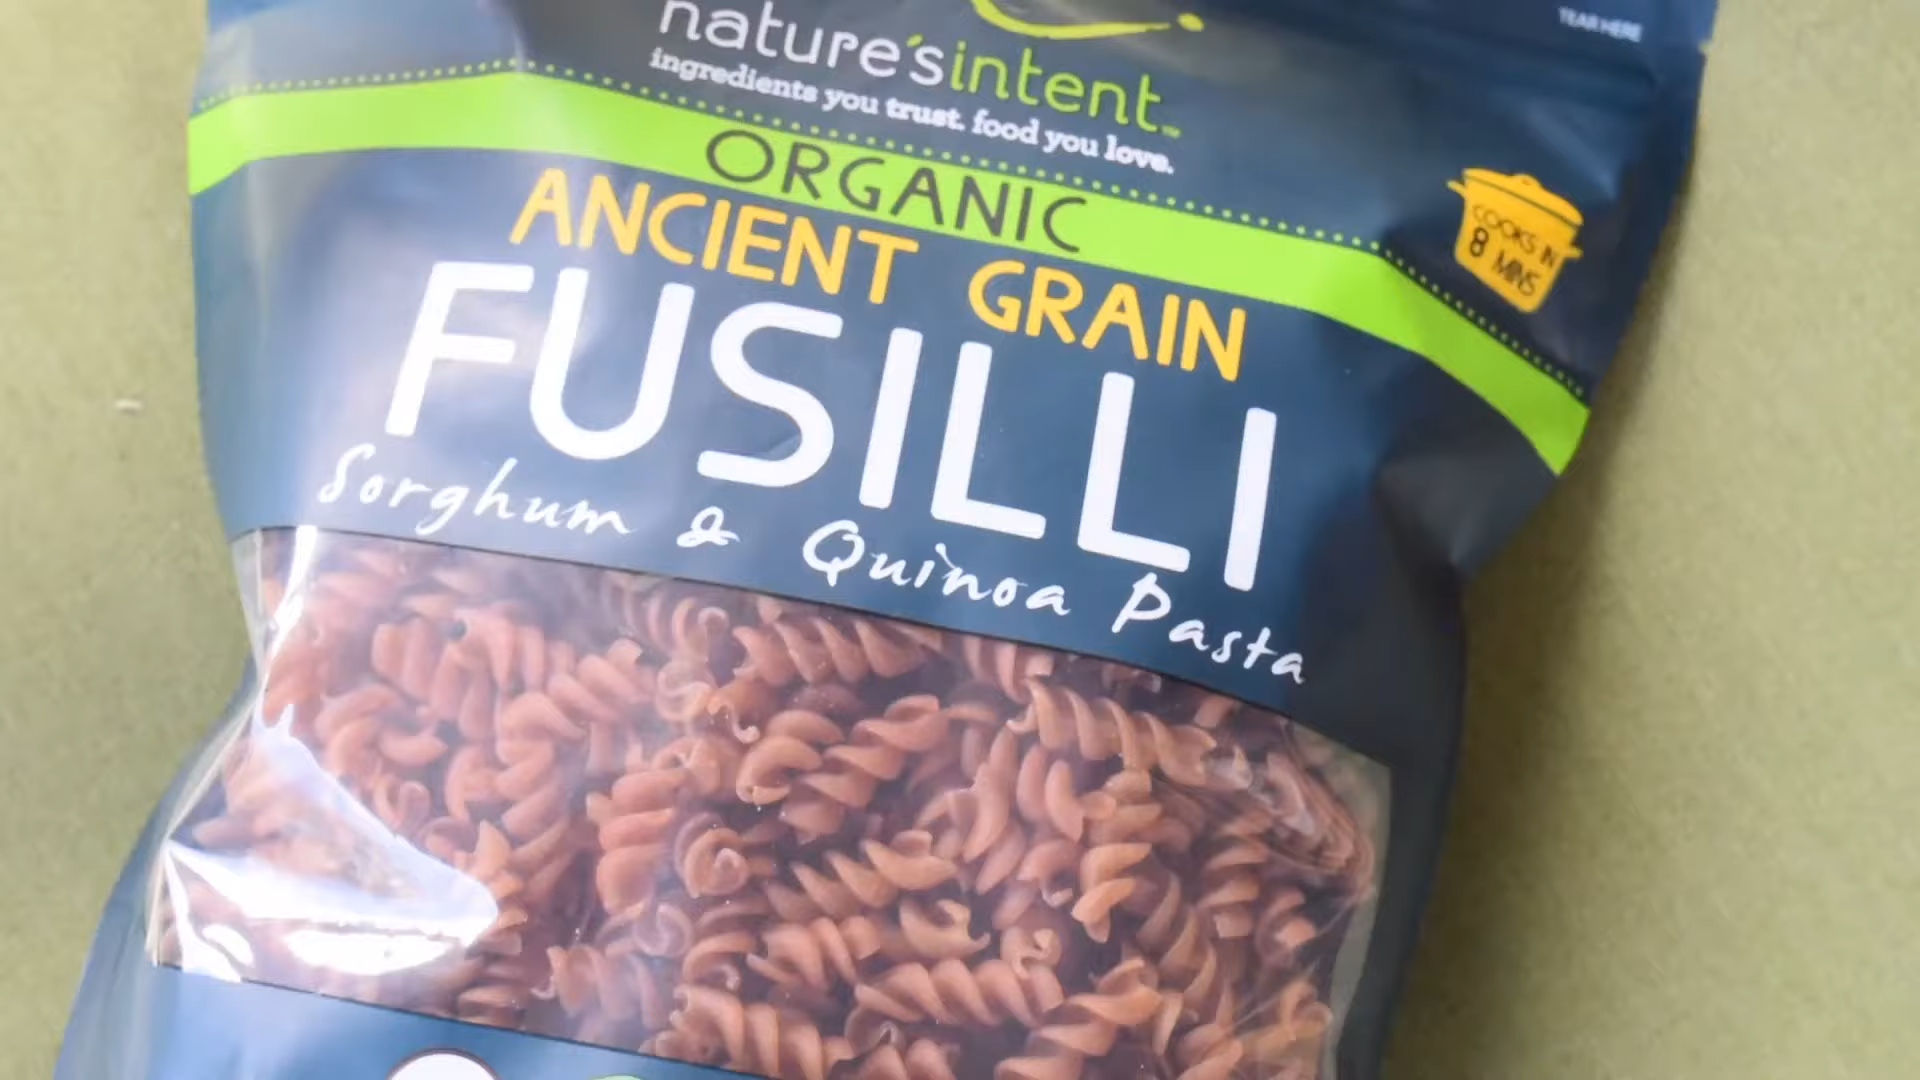 TEAR HERE
nature'sintent™
ingredients you trust. food you love.
ORGANIC
ANCIENT GRAIN
COOKS IN
8 MINS
FUSILLI
Sorghum & Quinoa Pasta